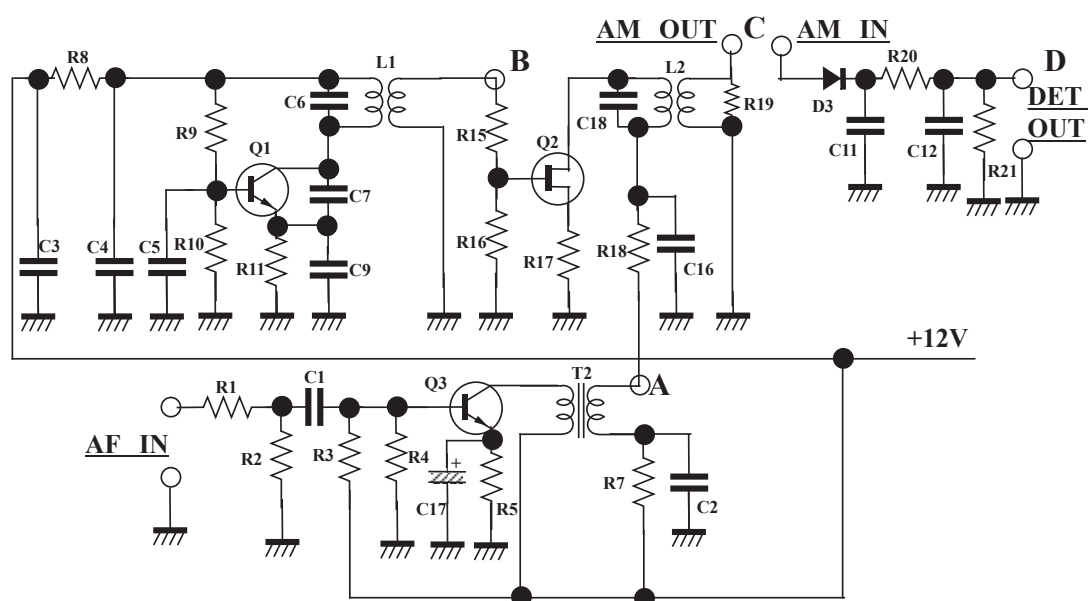 AM OUT
C
AM IN
R8
L1
B
L2
R20
D
C6
C18
R19
D3
DET
OUT
R9
R15
Q2
C11
C12
Q1
C7
R21
C3
C4
C5
R10
R11
C9
R16
R17
R18
C16
+12V
R1
C1
Q3
T2
A
AF IN
R2
R3
R4
+
C17
R5
R7
C2